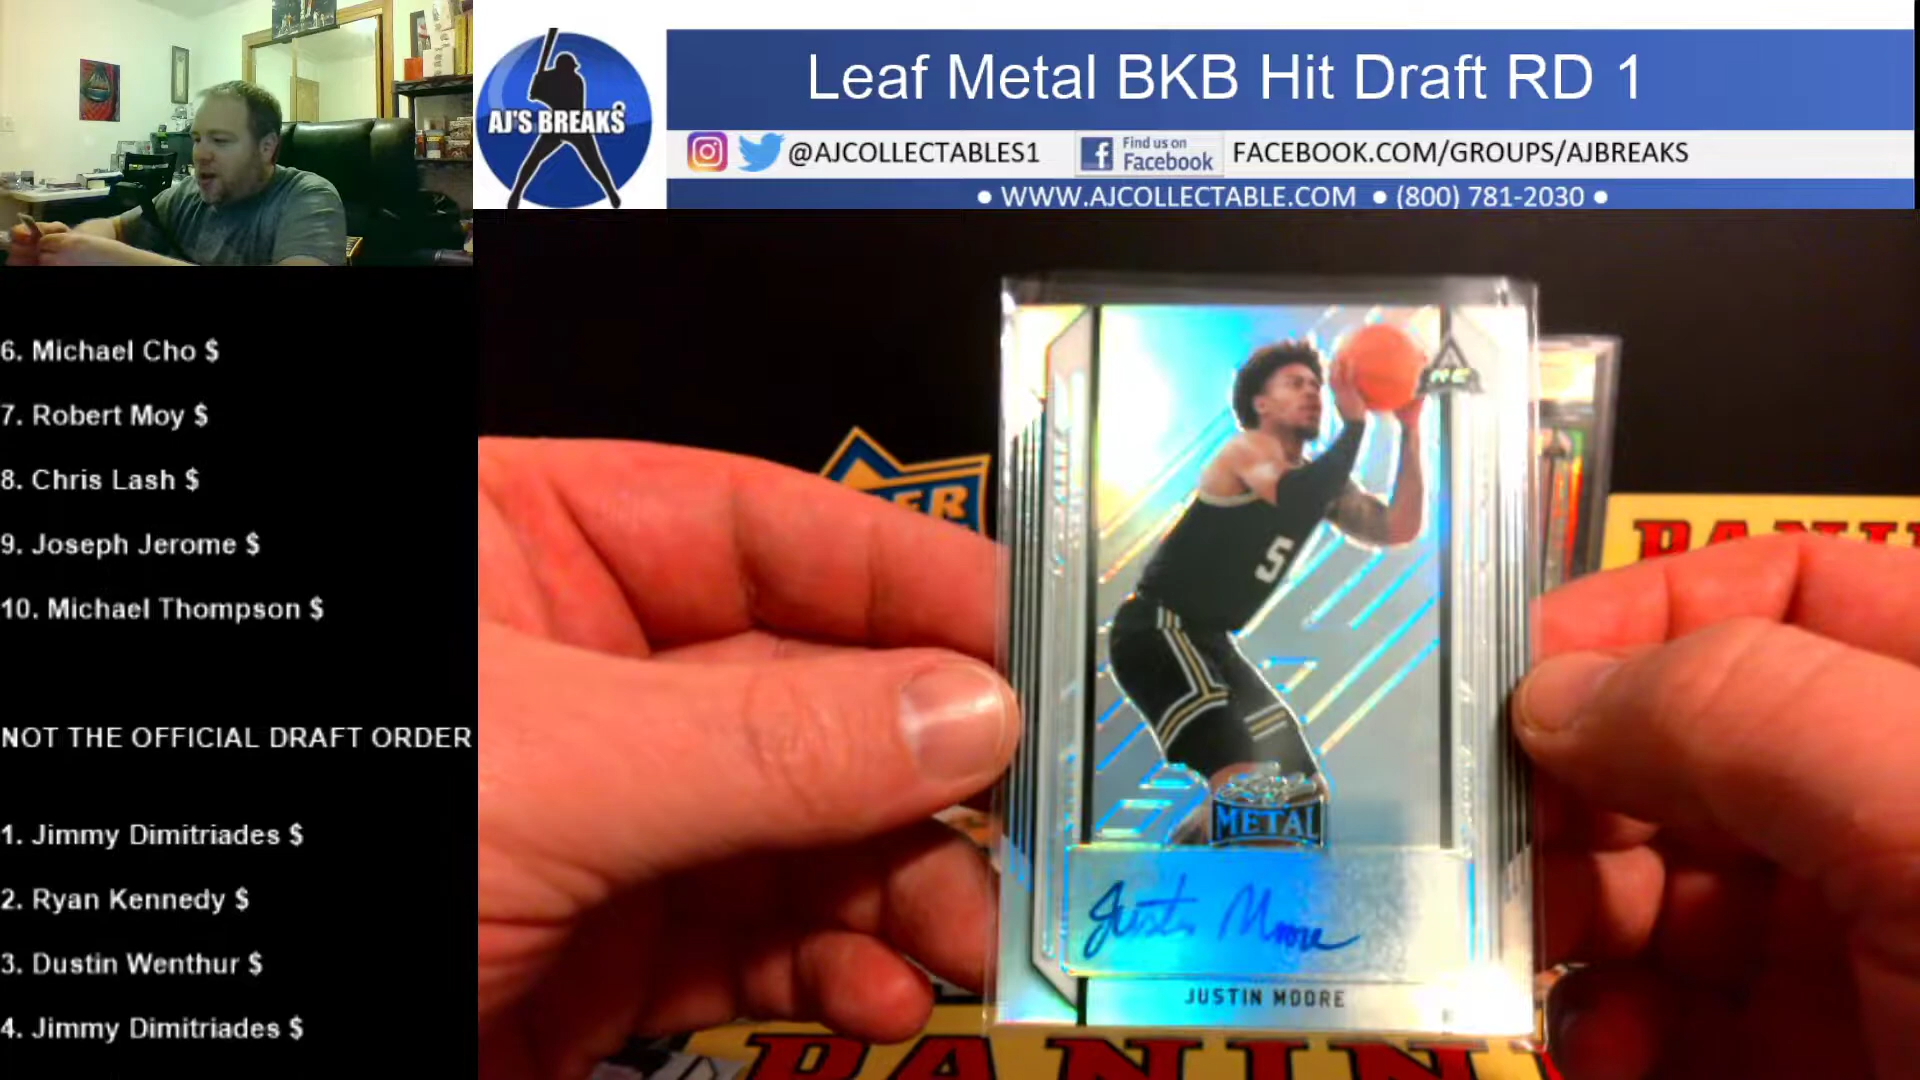 Leaf Metal BKB Hit Draft RD 1
AJ'S BREAKS
@AJCOLLECTABLES1
Find us on
Facebook
FACEBOOK.COM/GROUPS/AJBREAKS
• WWW.AJCOLLECTABLE.COM • (800) 781-2030 •
6. Michael Cho $
7. Robert Moy $
8. Chris Lash $
9. Joseph Jerome $
10. Michael Thompson $
NOT THE OFFICIAL DRAFT ORDER
1. Jimmy Dimitriades $
2. Ryan Kennedy $
3. Dustin Wenthur $
4. Jimmy Dimitriades $
5
METAL
Justin Moore
JUSTIN MOORE